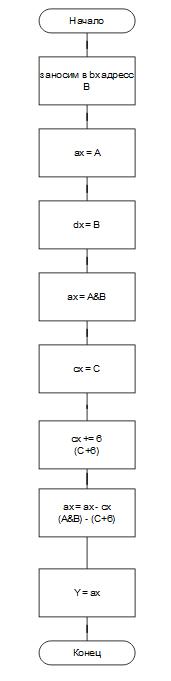 Начало
заносим в bx адресс
B
ax = A
dx = B
ax = A&B
cx = C
cx += 6
(C+6)
ax = ax - cx
(A&B) - (C+6)
Y = ax
Конец